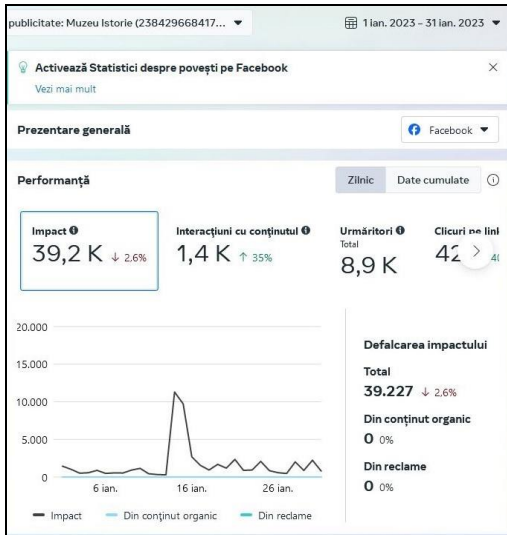 publicitate: Muzeu Istorie (238429668417...
1 ian. 2023 – 31 ian. 2023
Activează Statistici despre povești pe Facebook
Vezi mai mult
Prezentare generală
Facebook
Performanță
Zilnic
Date cumulate
Impact
39,2 K ↓ 2.6%
Interacțiuni cu conținutul
1,4 K ↑ 35%
Urmăritori
Total
8,9 K
Clicuri pe link
20.000
15.000
10.000
5.000
0
6 ian.
16 ian.
26 ian.
Impact
Din conținut organic
Din reclame
Defalcarea impactului
Total
39.227 ↓ 2,6%
Din conținut organic
0 0%
Din reclame
0 0%